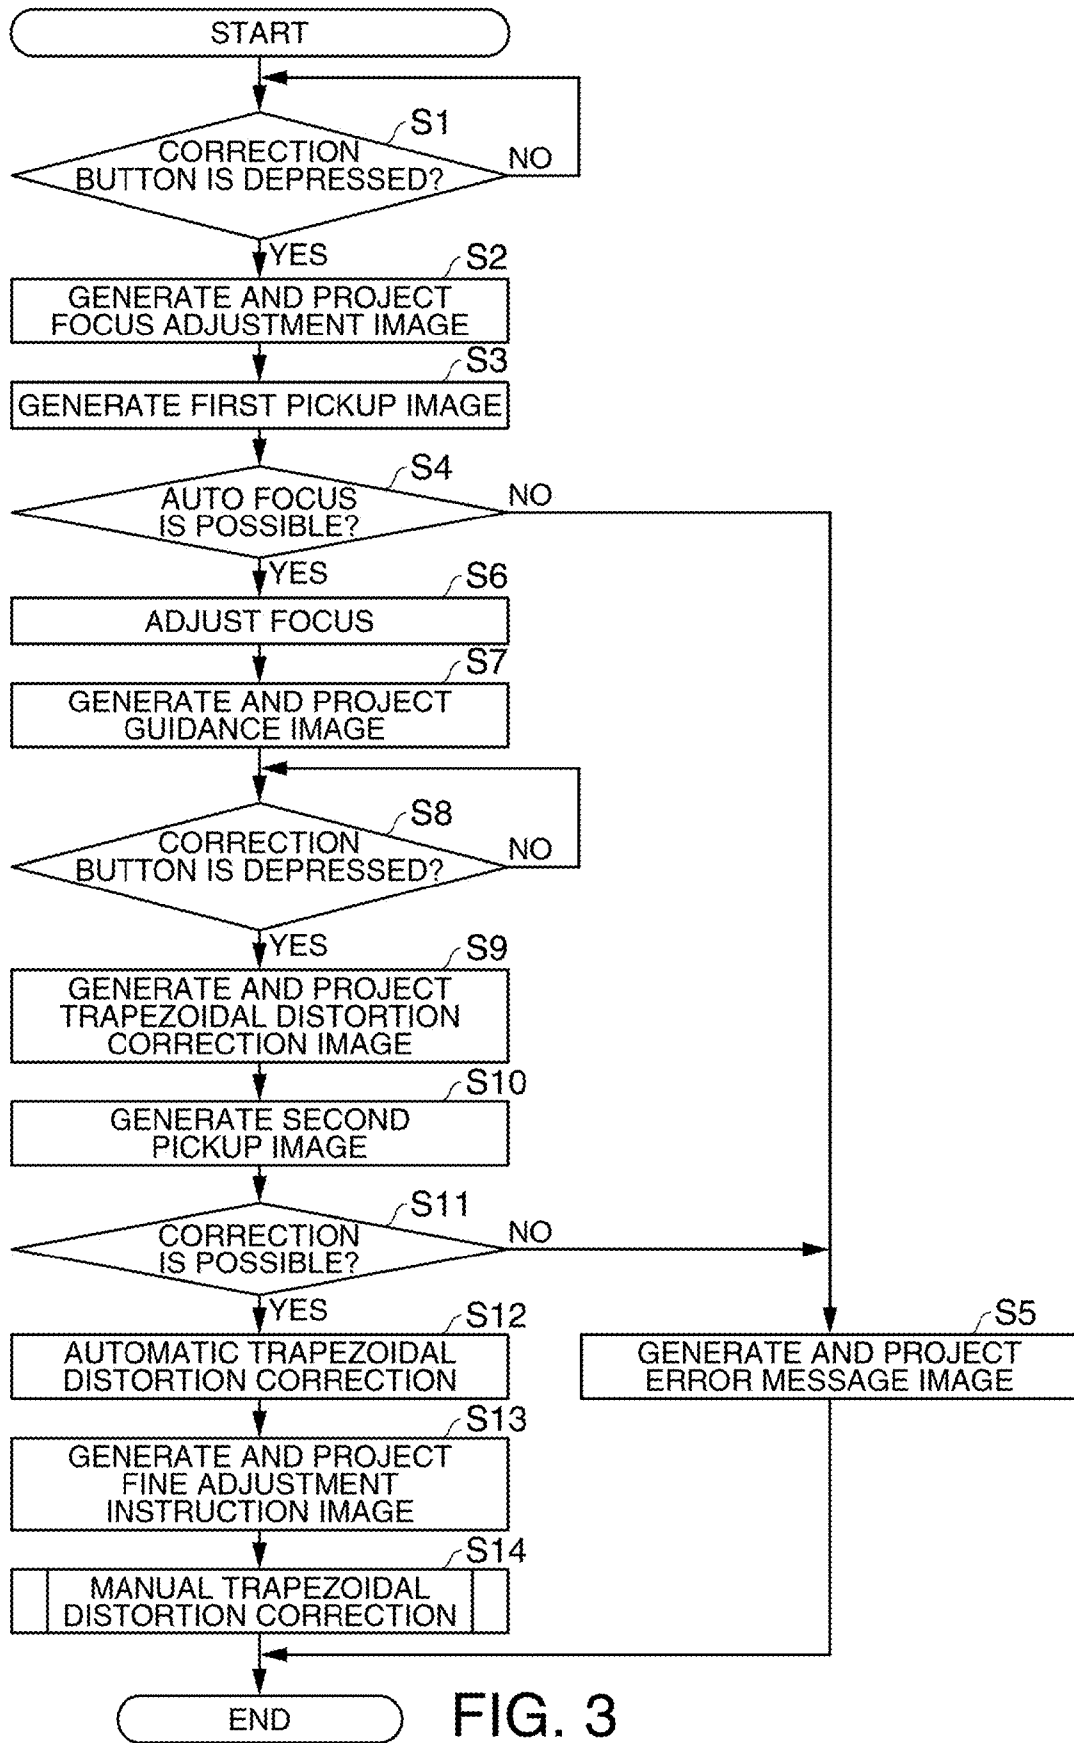 START
S1
CORRECTION
BUTTON IS DEPRESSED?
NO
YES
S2
GENERATE AND PROJECT
FOCUS ADJUSTMENT IMAGE
S3
GENERATE FIRST PICKUP IMAGE
S4
AUTO FOCUS
IS POSSIBLE?
NO
YES
S6
ADJUST FOCUS
S7
GENERATE AND PROJECT
GUIDANCE IMAGE
S8
CORRECTION
BUTTON IS DEPRESSED?
NO
YES
S9
GENERATE AND PROJECT
TRAPEZOIDAL DISTORTION
CORRECTION IMAGE
S10
GENERATE SECOND
PICKUP IMAGE
S11
CORRECTION
IS POSSIBLE?
NO
YES
S12
AUTOMATIC TRAPEZOIDAL
DISTORTION CORRECTION
S5
GENERATE AND PROJECT
ERROR MESSAGE IMAGE
S13
GENERATE AND PROJECT
FINE ADJUSTMENT
INSTRUCTION IMAGE
S14
MANUAL TRAPEZOIDAL
DISTORTION CORRECTION
END
FIG. 3